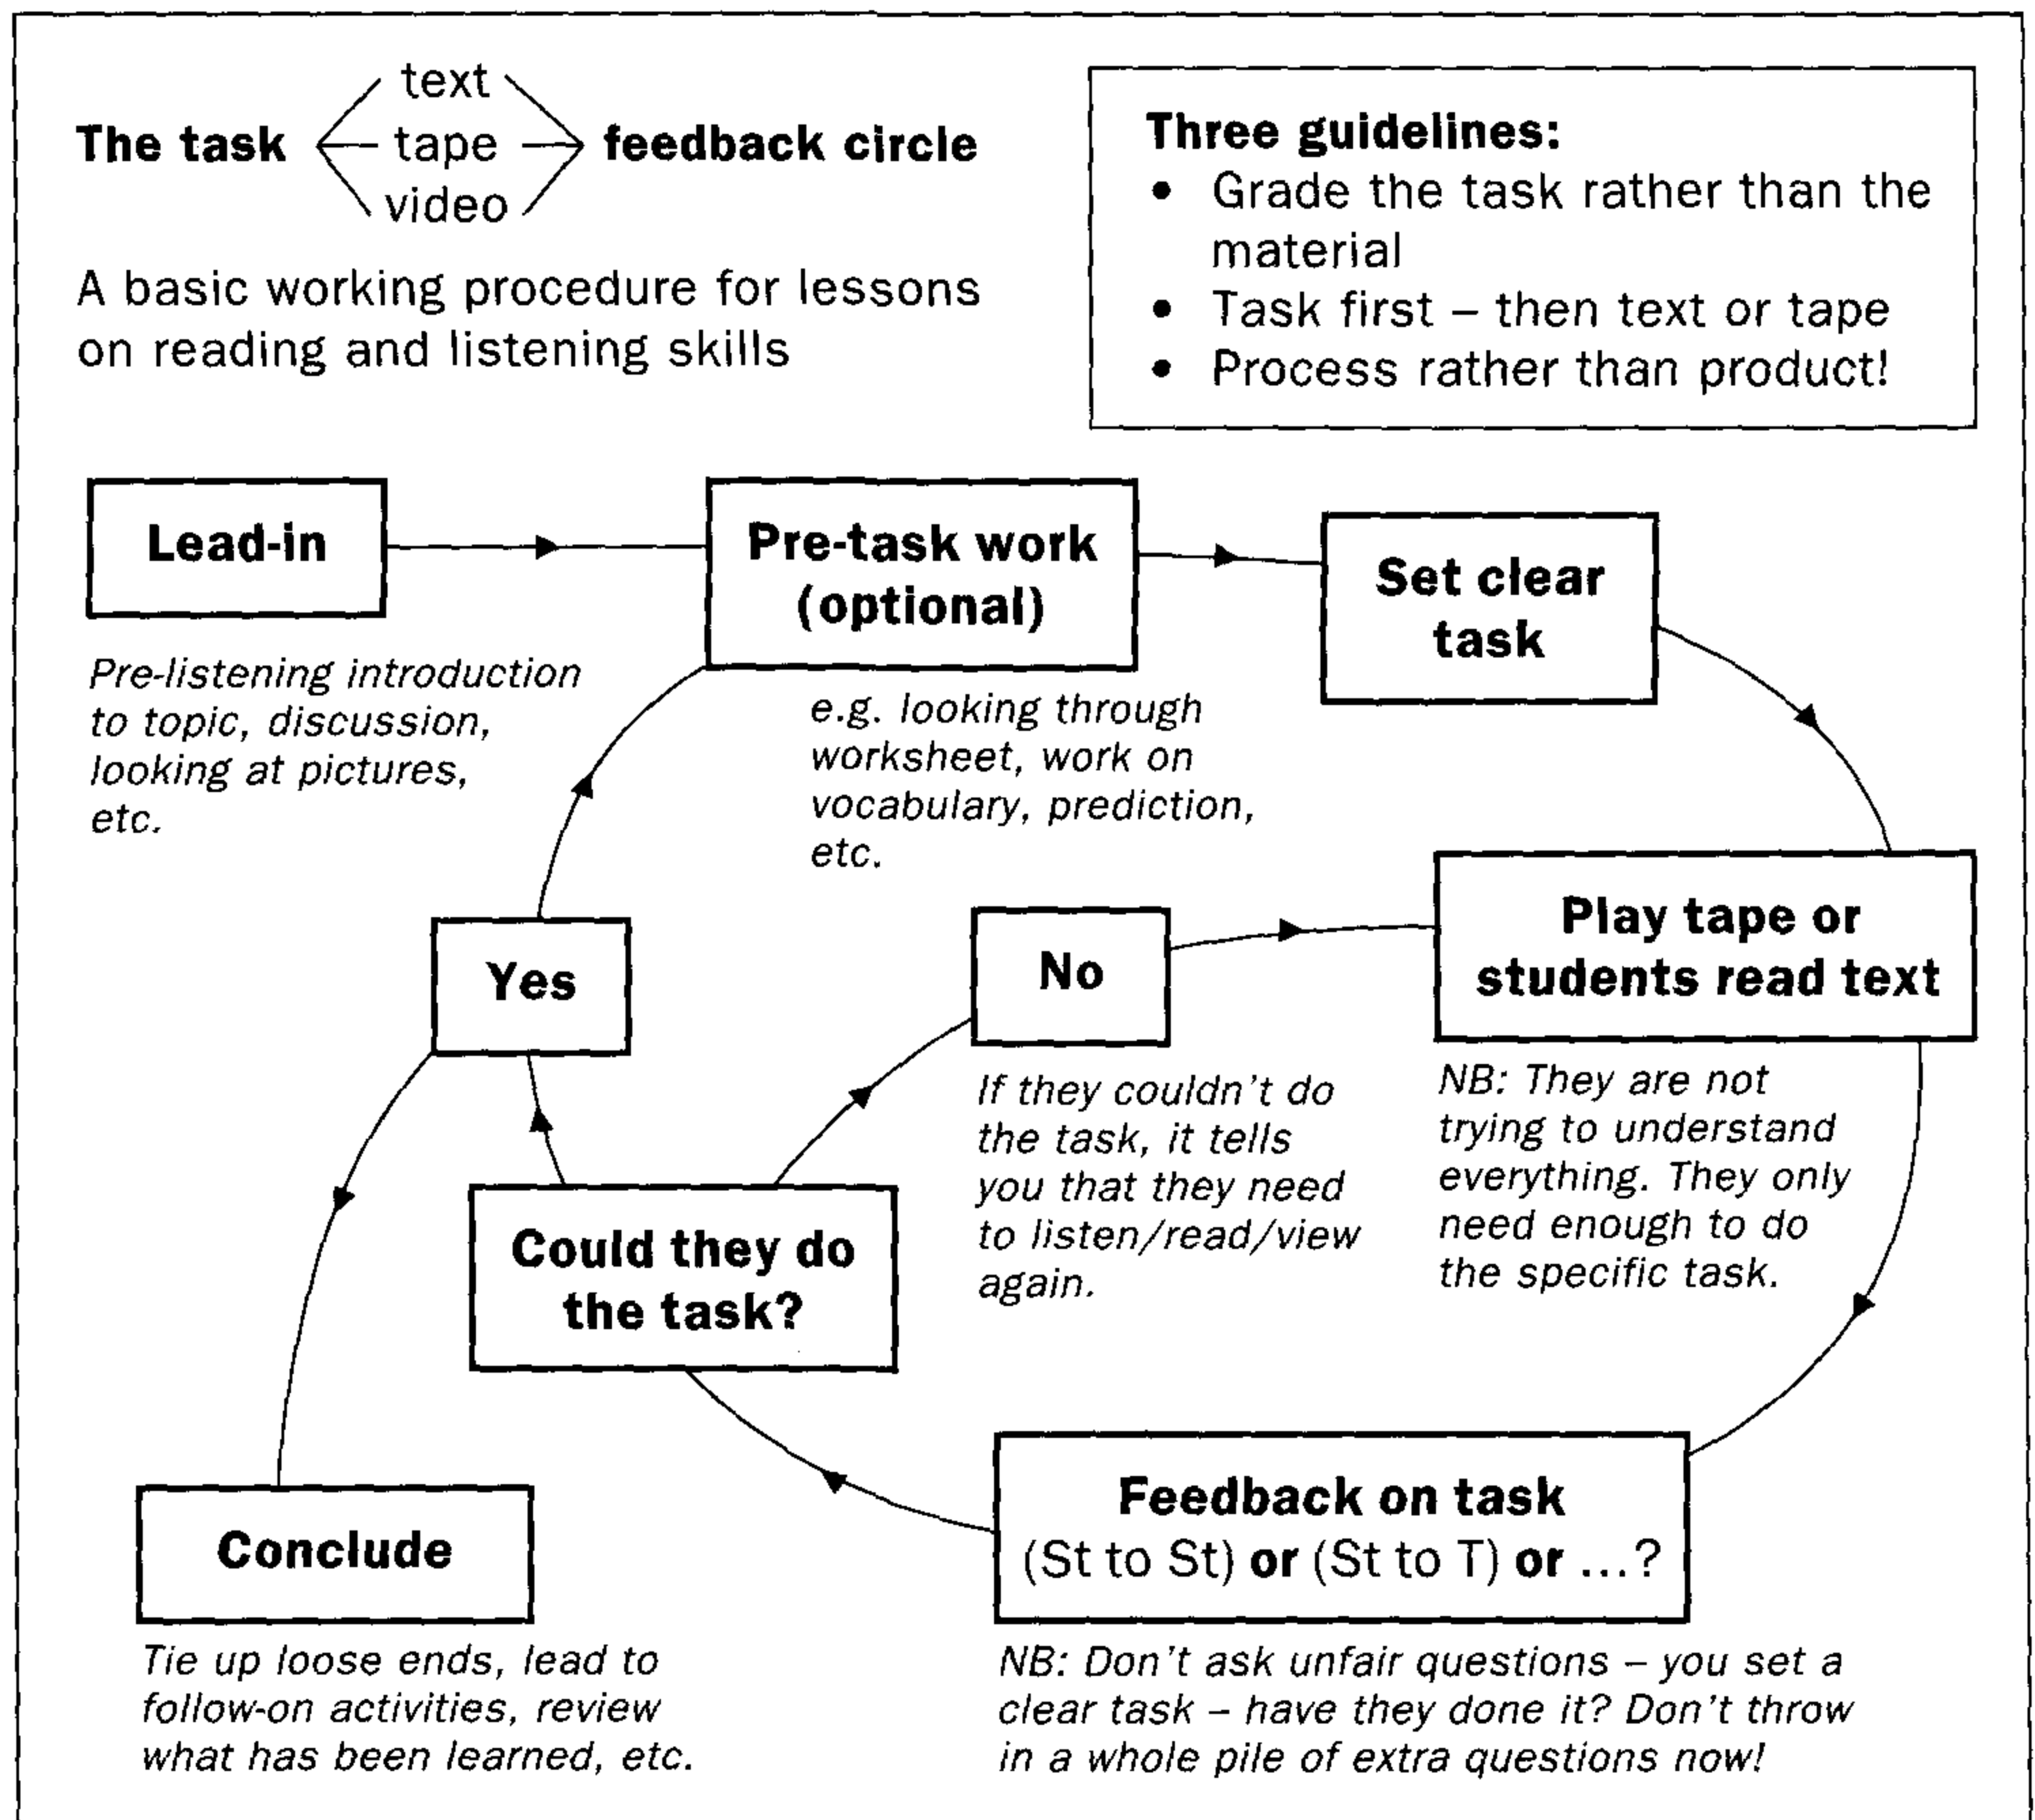 text
The task tape feedback circle
video
A basic working procedure for lessons
on reading and listening skills
Three guidelines:
• Grade the task rather than the
material
• Task first – then text or tape
• Process rather than product!
Lead-in
Pre-listening introduction
to topic, discussion,
looking at pictures,
etc.
Pre-task work
(optional)
e.g. looking through
worksheet, work on
vocabulary, prediction,
etc.
Set clear
task
Play tape or
students read text
NB: They are not
trying to understand
everything. They only
need enough to do
the specific task.
Feedback on task
(St to St) or (St to T) or ...?
NB: Don't ask unfair questions – you set a
clear task – have they done it? Don't throw
in a whole pile of extra questions now!
Could they do
the task?
No
If they couldn't do
the task, it tells
you that they need
to listen/read/view
again.
Yes
Conclude
Tie up loose ends, lead to
follow-on activities, review
what has been learned, etc.